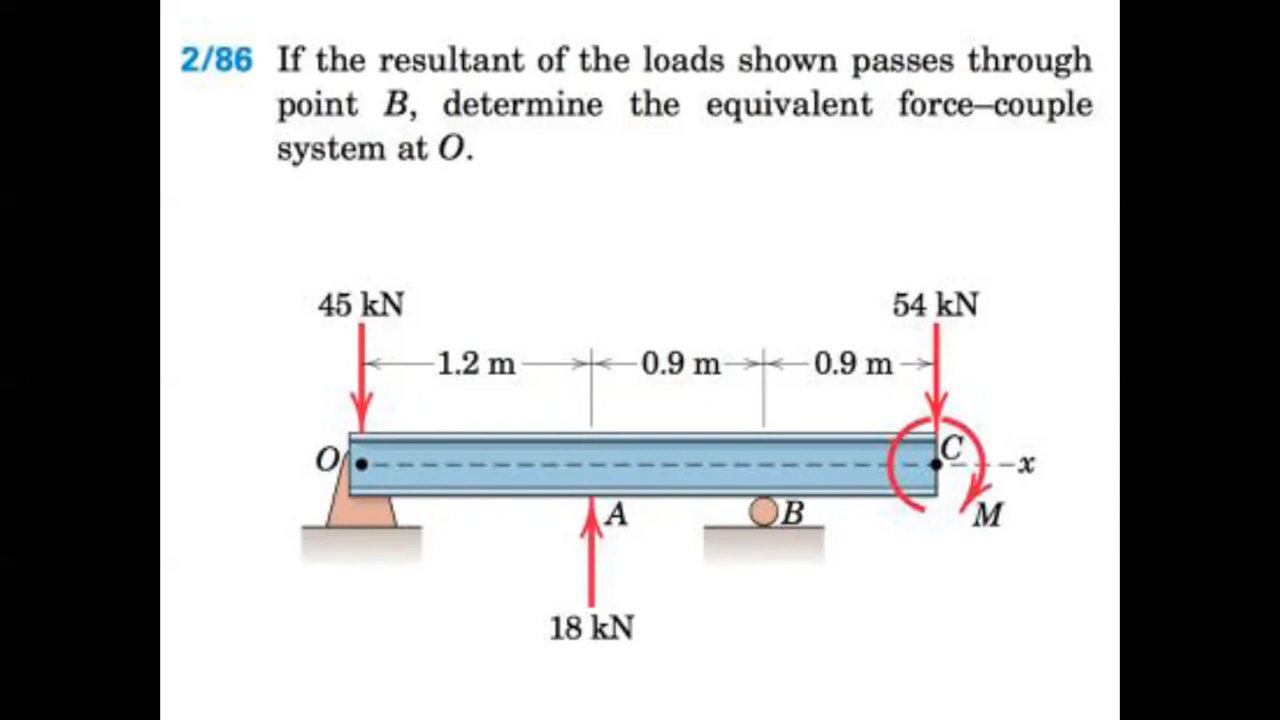 2/86 If the resultant of the loads shown passes through
point B, determine the equivalent force–couple
system at O.
45 kN
54 kN
1.2 m
0.9 m
0.9 m
O
C
x
A
B
M
18 kN